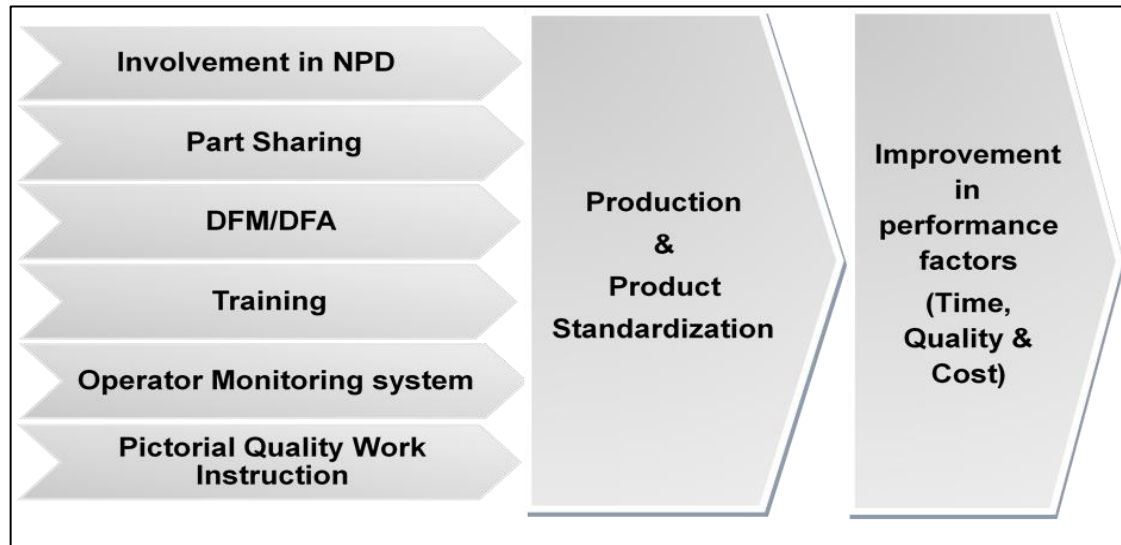 Involvement in NPD
Part Sharing
DFM/DFA
Training
Operator Monitoring system
Pictorial Quality Work
Instruction
Production
&
Product
Standardization
Improvement
in
performance
factors
(Time,
Quality &
Cost)